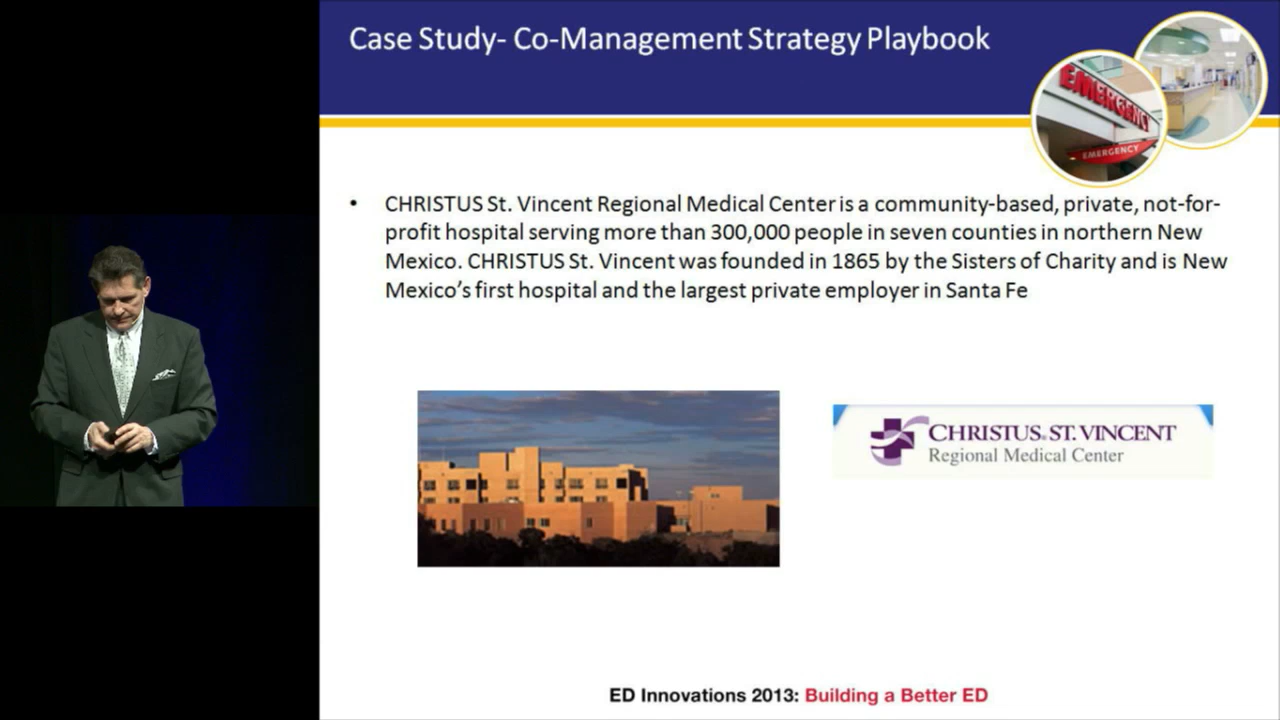 Case Study- Co-Management Strategy Playbook
EMERGENCY
EMERGENCY
• CHRISTUS St. Vincent Regional Medical Center is a community-based, private, not-for-
profit hospital serving more than 300,000 people in seven counties in northern New
Mexico. CHRISTUS St. Vincent was founded in 1865 by the Sisters of Charity and is New
Mexico's first hospital and the largest private employer in Santa Fe
CHRISTUS. ST. VINCENT
Regional Medical Center
ED Innovations 2013: Building a Better ED